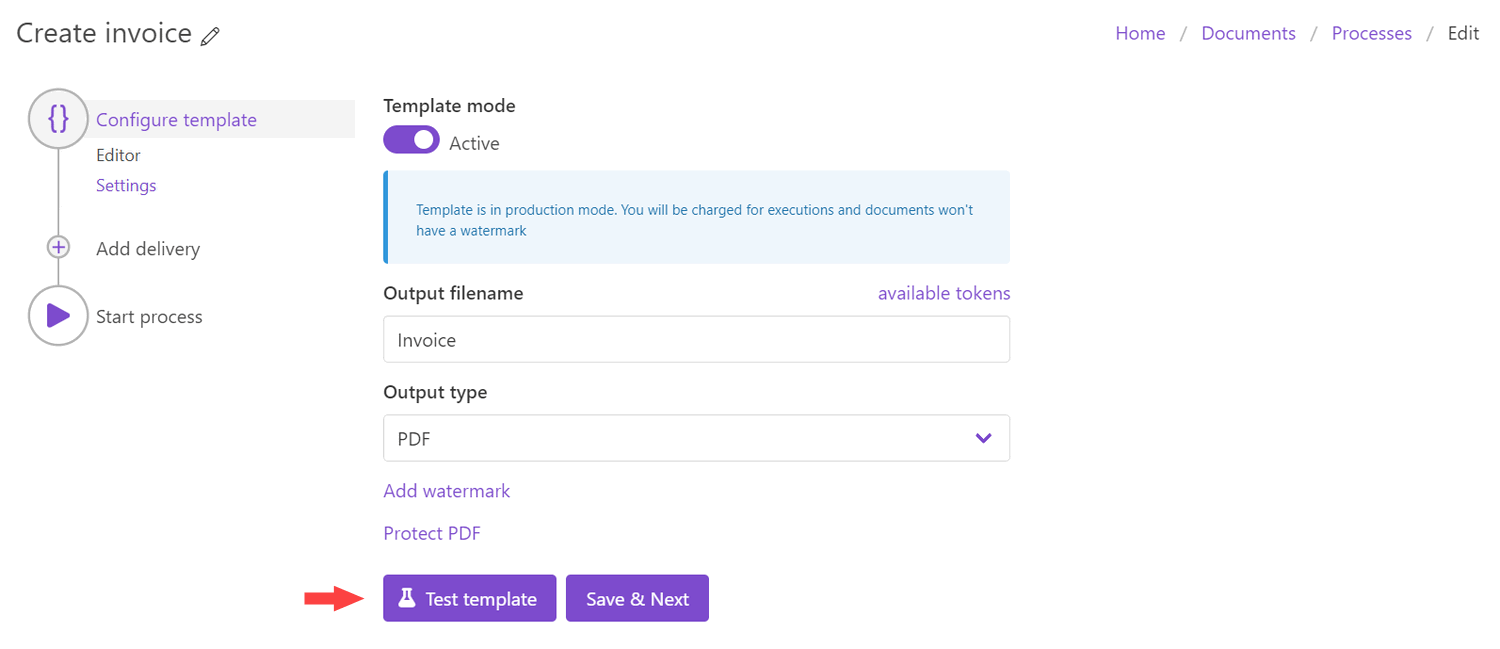 Create invoice
Home / Documents / Processes / Edit
{} Configure template
Editor
Settings
Add delivery
Start process
Template mode
Active
Template is in production mode. You will be charged for executions and documents won't
have a watermark
Output filename
available tokens
Invoice
Output type
PDF
Add watermark
Protect PDF
Test template
Save & Next